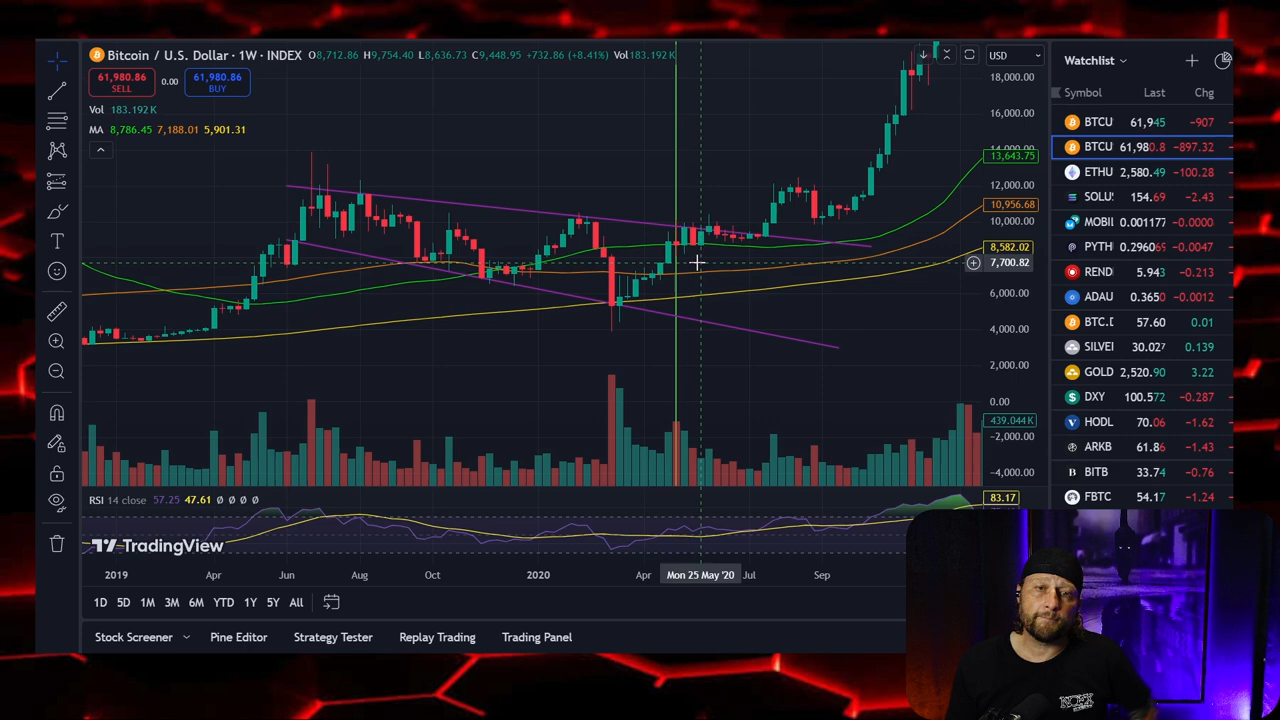 Bitcoin / U.S. Dollar · 1W · INDEX O8,712.86 H9,754.40 L8,636.73 C9,448.95 +732.86 (+8.41%) Vol183.192 K
USD
61,980.86 SELL 0.00 61,980.86 BUY
Vol 183.192 K
MA 8,786.45 7,188.01 5,901.31
18,000.00
14,000.00
13,643.75
12,000.00
10,956.68
10,000.00
8,582.02
7,700.82
6,000.00
4,000.00
2,000.00
0.00
439.044 K
−2,000.00
−4,000.00
RSI 14 close 57.25 47.61 Ø Ø Ø Ø
83.17
TradingView
2019 Apr Jun Aug Oct 2020 Apr Mon 25 May '20 Jul Sep
1D 5D 1M 3M 6M YTD 1Y 5Y All
Stock Screener Pine Editor Strategy Tester Replay Trading Trading Panel
Watchlist
Symbol Last Chg
BTCU 61,945 −907
BTCU 61,980.8 −897.32
ETHU 2,580.49 −100.28
SOLU 154.69 −2.43
MOBI 0.001177 −0.0000
PYTH 0.29606 −0.0047
REND 5.943 −0.213
ADAU 0.3650 −0.0012
BTC.D 57.60 0.01
SILVE 30.027 0.139
GOLD 2,520.90 3.22
DXY 100.572 −0.287
HODL 70.06 −1.62
ARKB 61.86 −1.43
BITB 33.74 −0.76
FBTC 54.17 −1.24